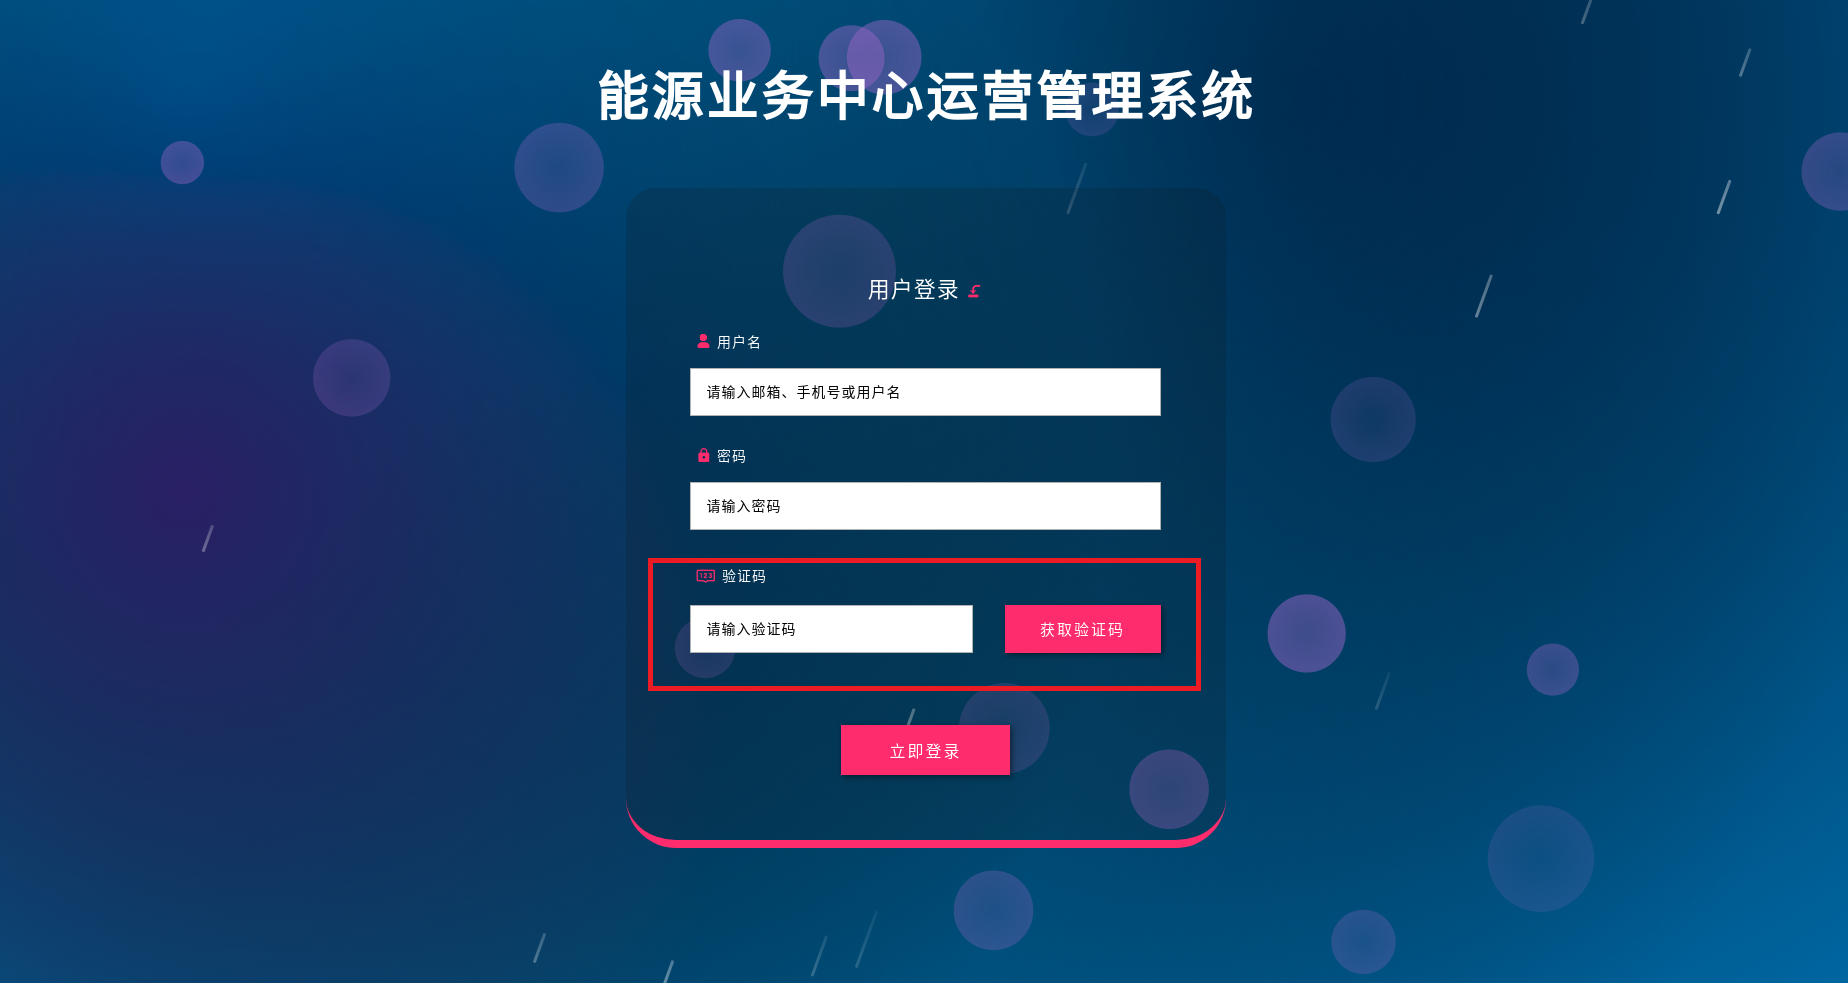 能源业务中心运营管理系统
用户登录
用户名
请输入邮箱、手机号或用户名
密码
请输入密码
123 验证码
请输入验证码 获取验证码
立即登录